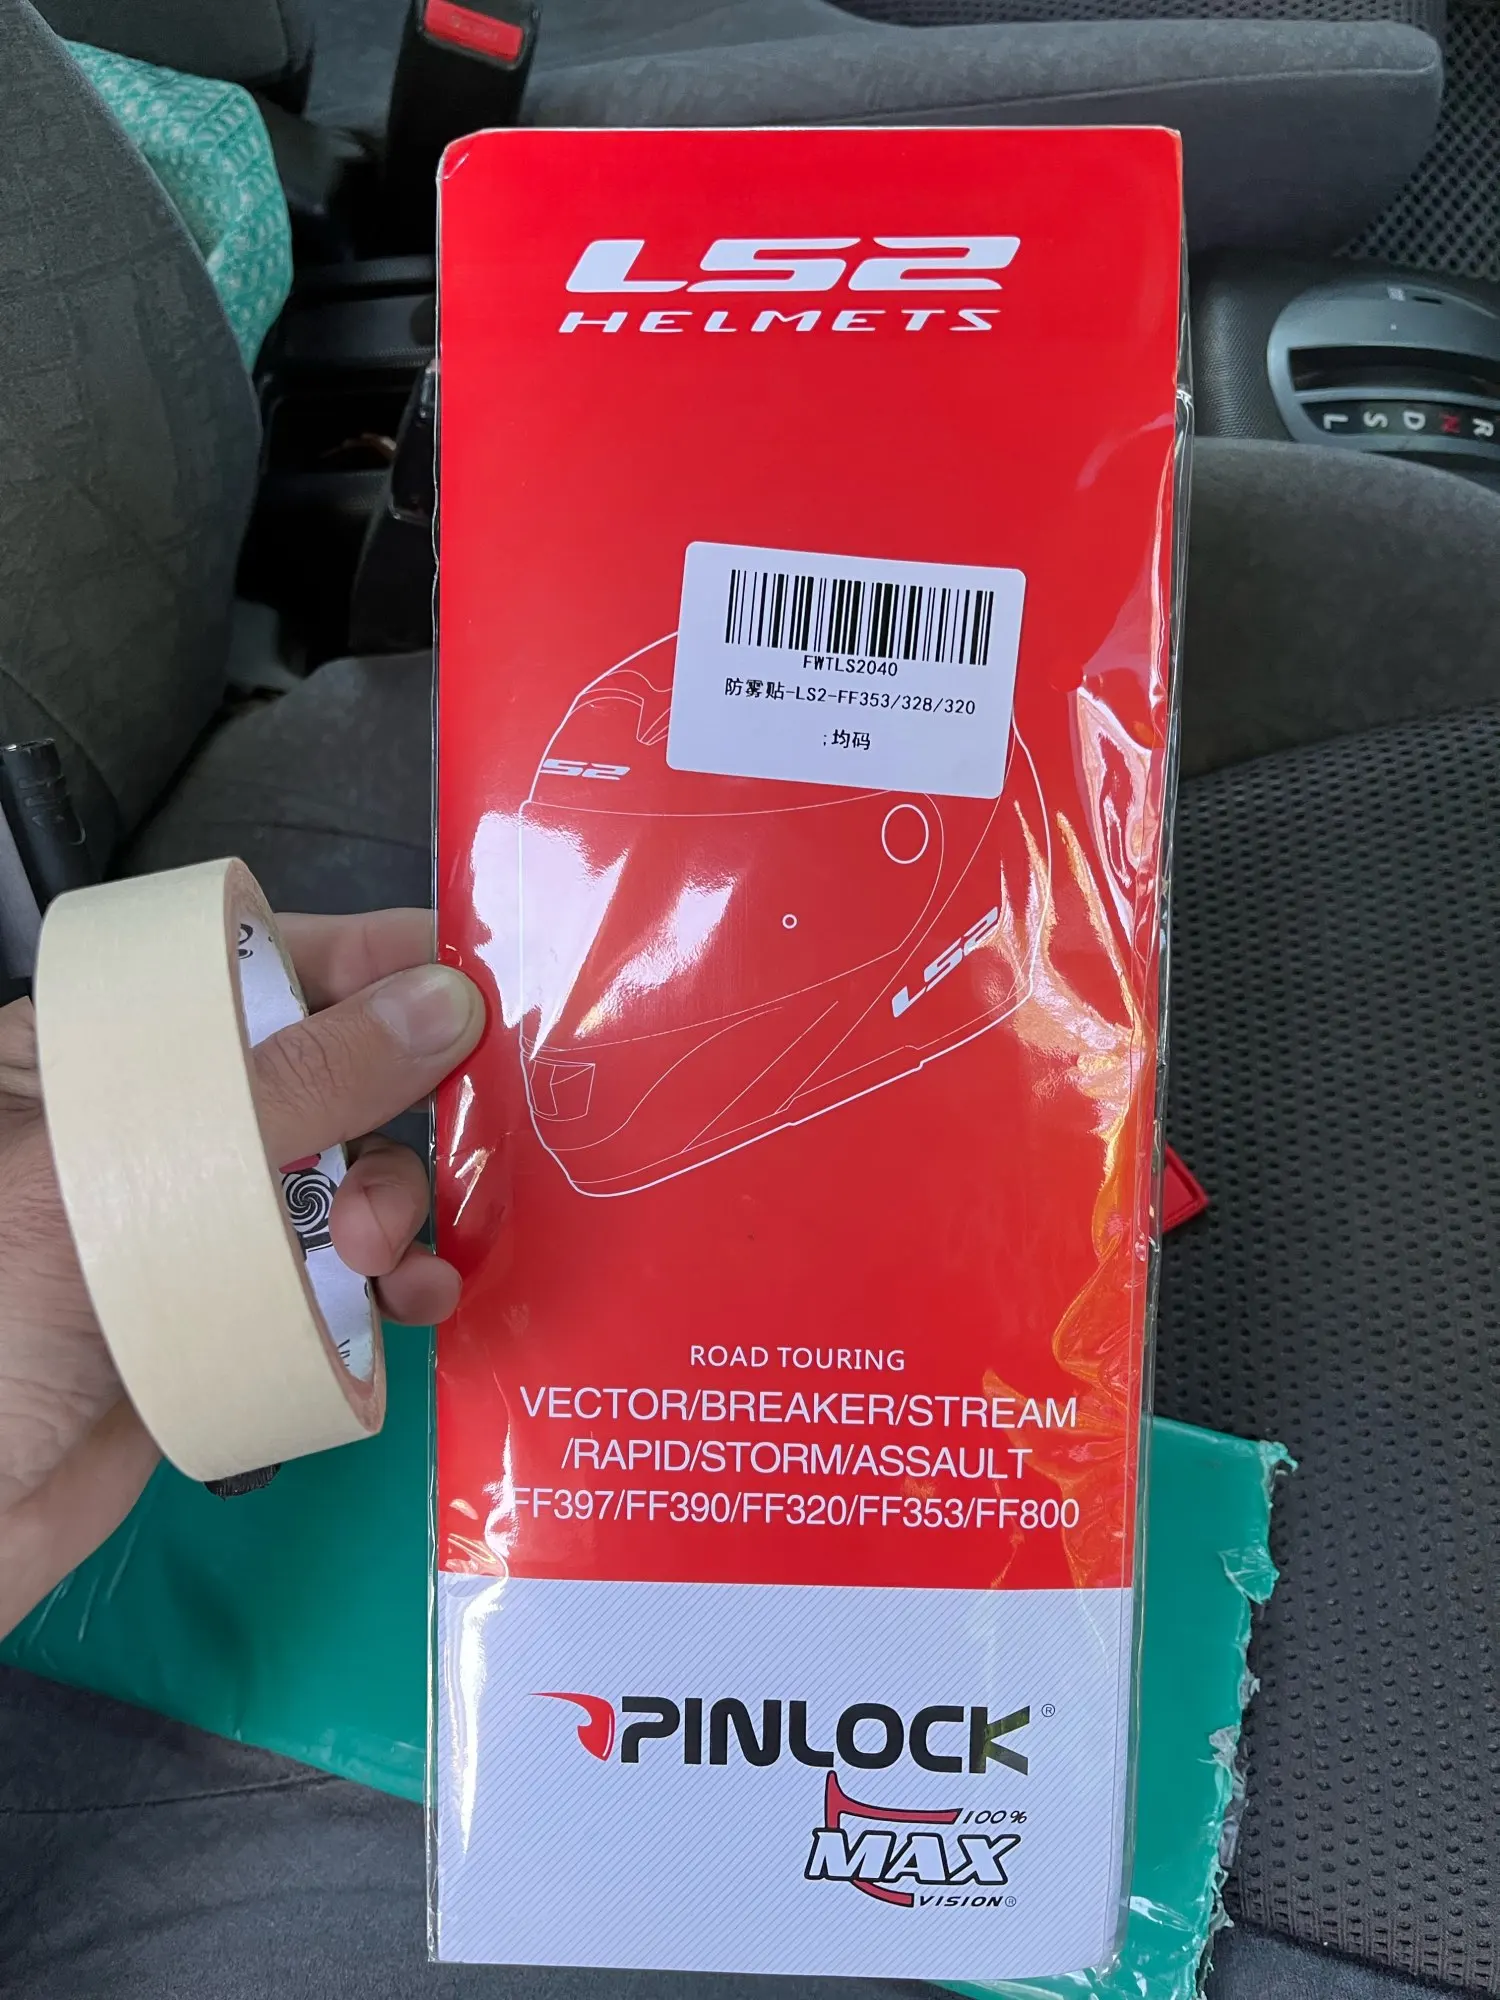 LS2
HELMETS
FWTLS2040
防雾贴-LS2-FF353/328/320
;均码
LS2
LS2
ROAD TOURING
VECTOR/BREAKER/STREAM
/RAPID/STORM/ASSAULT
FF397/FF390/FF320/FF353/FF800
PINLOCK®
100%
MAX
VISION®
R N D S L